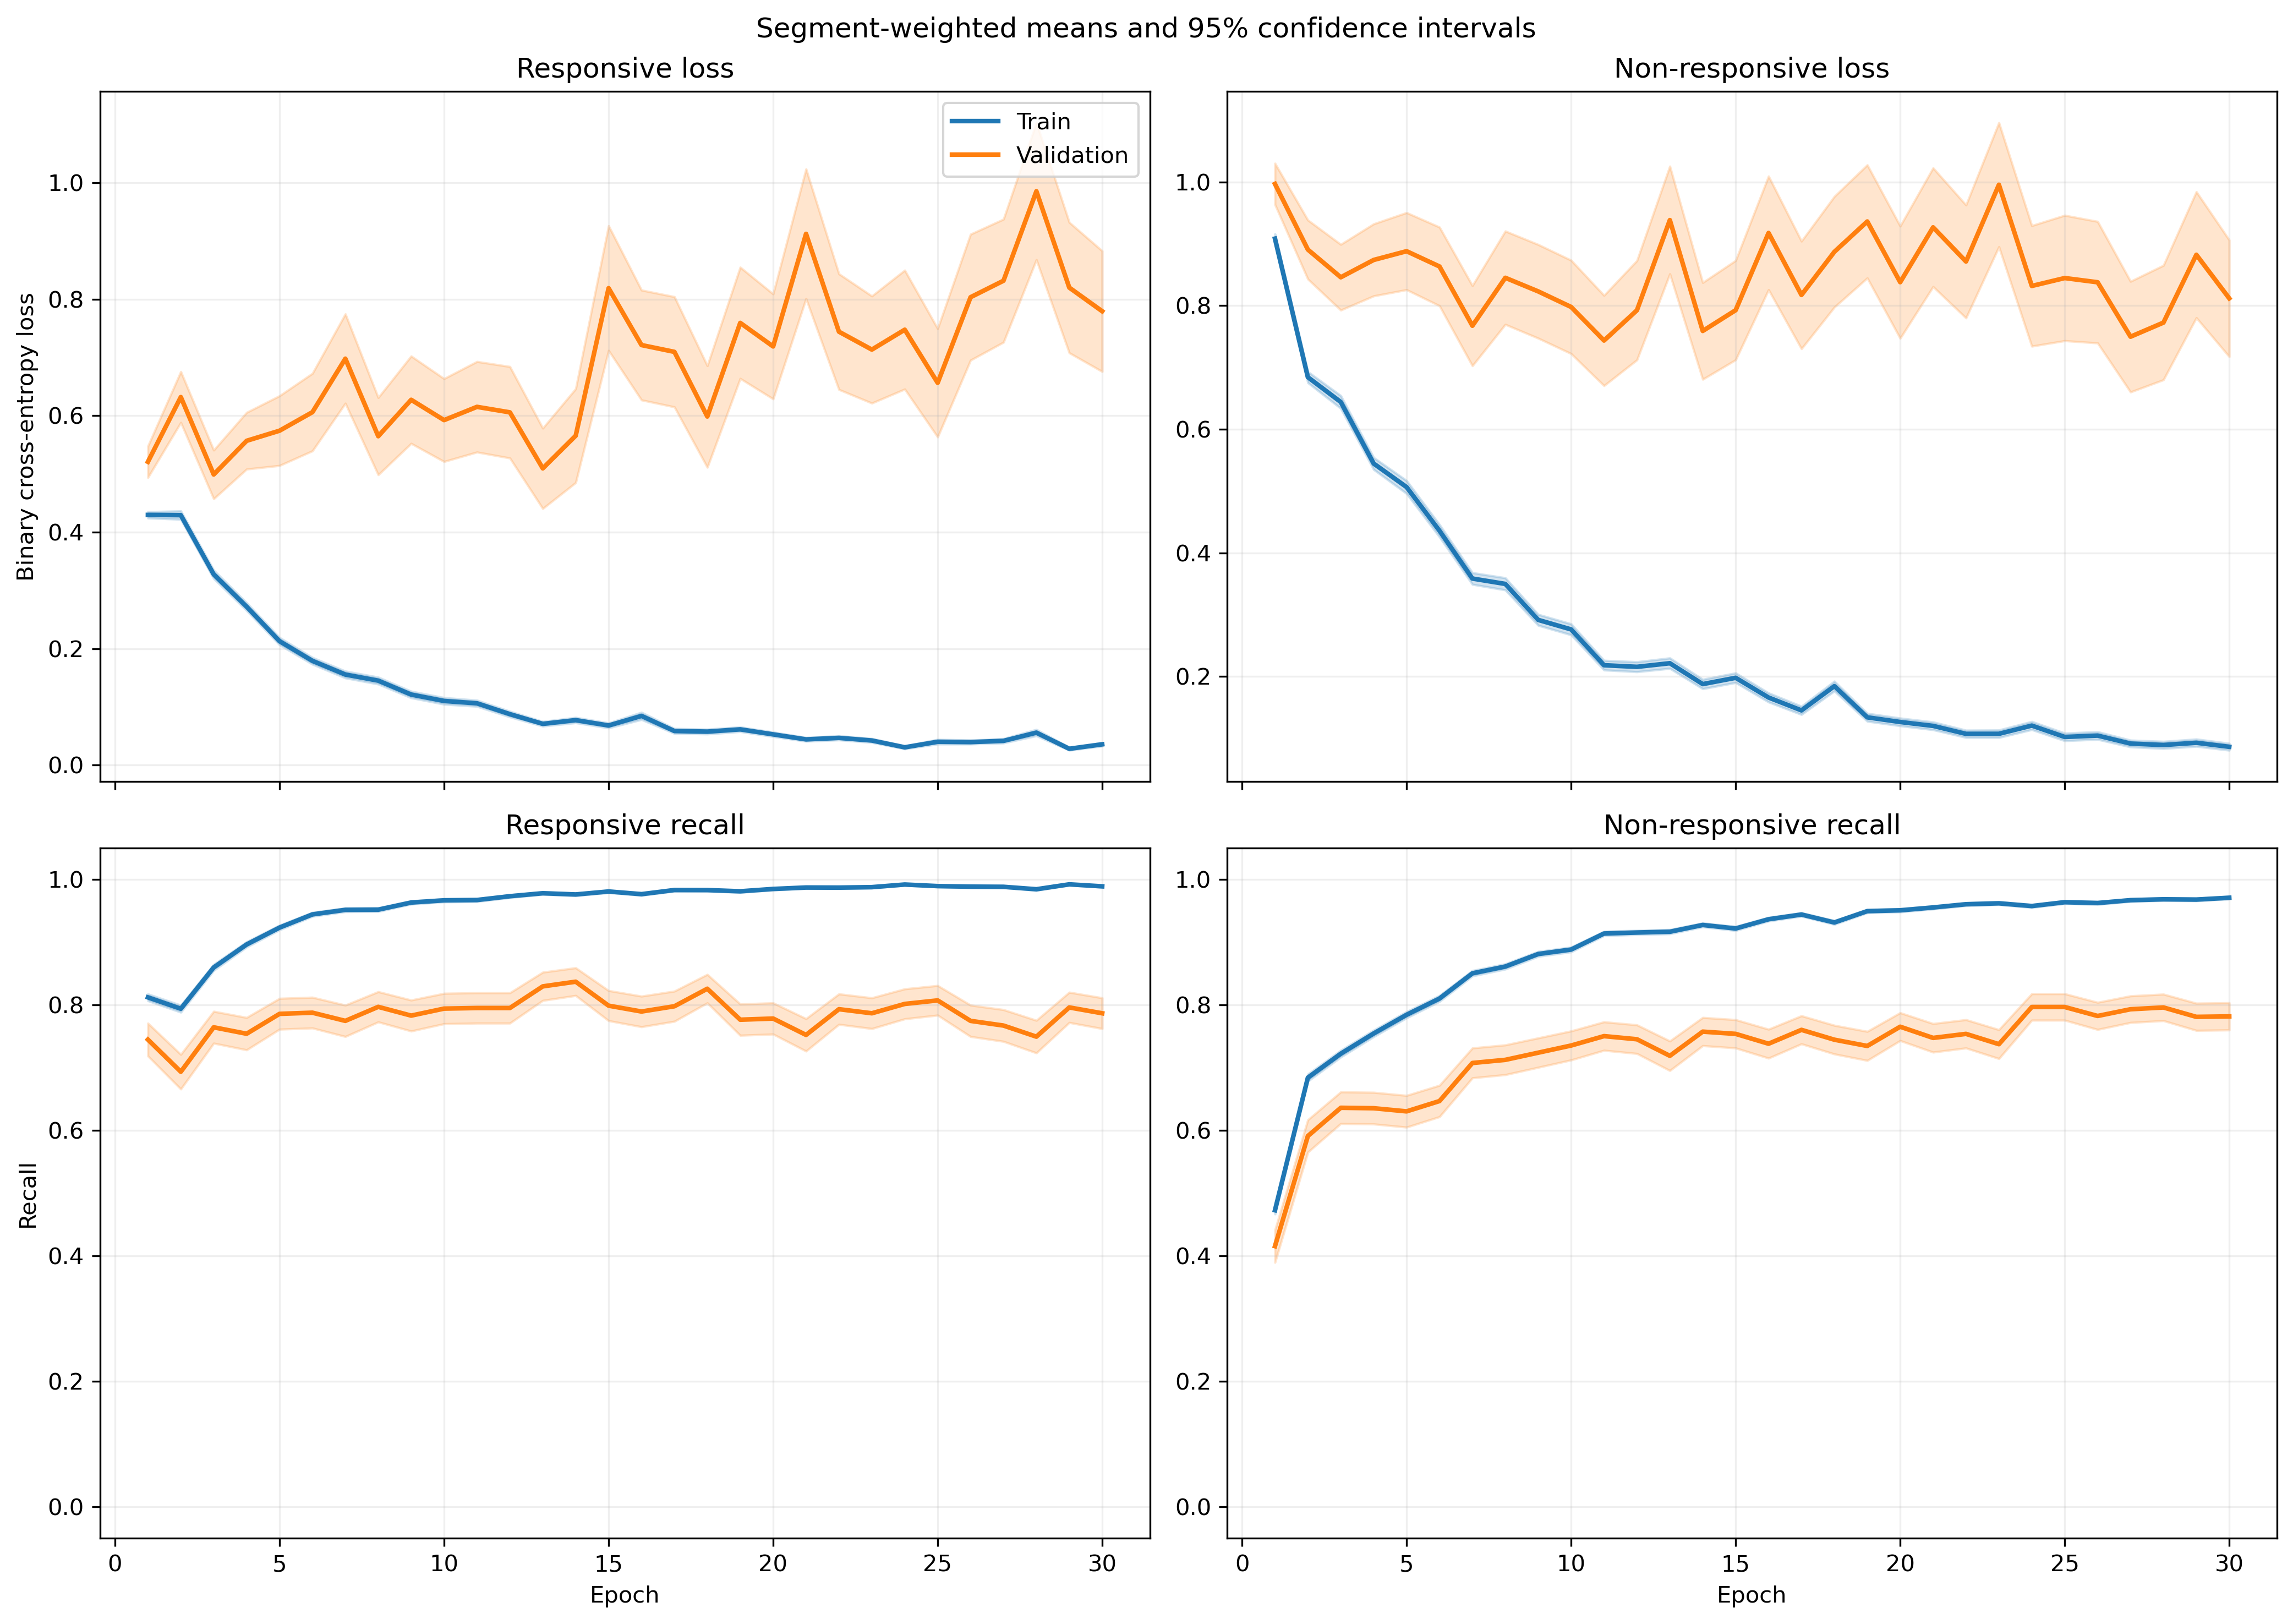 Segment-weighted means and 95% confidence intervals
Responsive loss
Non-responsive loss
Train
Validation
Binary cross-entropy loss
1.0
0.8
0.6
0.4
0.2
0.0
1.0
0.8
0.6
0.4
0.2
Responsive recall
Non-responsive recall
Recall
1.0
0.8
0.6
0.4
0.2
0.0
1.0
0.8
0.6
0.4
0.2
0.0
0 5 10 15 20 25 30
0 5 10 15 20 25 30
Epoch
Epoch